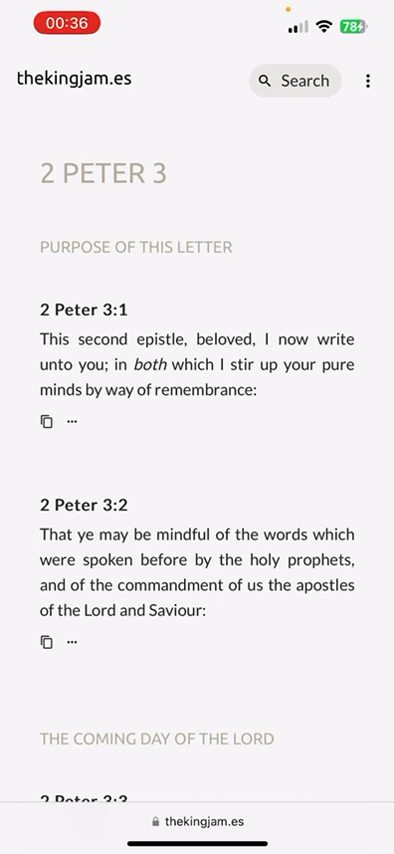 00:36
78
thekingjam.es
Search
2 PETER 3
PURPOSE OF THIS LETTER
2 Peter 3:1
This second epistle, beloved, I now write
unto you; in both which I stir up your pure
minds by way of remembrance:
2 Peter 3:2
That ye may be mindful of the words which
were spoken before by the holy prophets,
and of the commandment of us the apostles
of the Lord and Saviour:
THE COMING DAY OF THE LORD
2 Peter 3:3
thekingjam.es